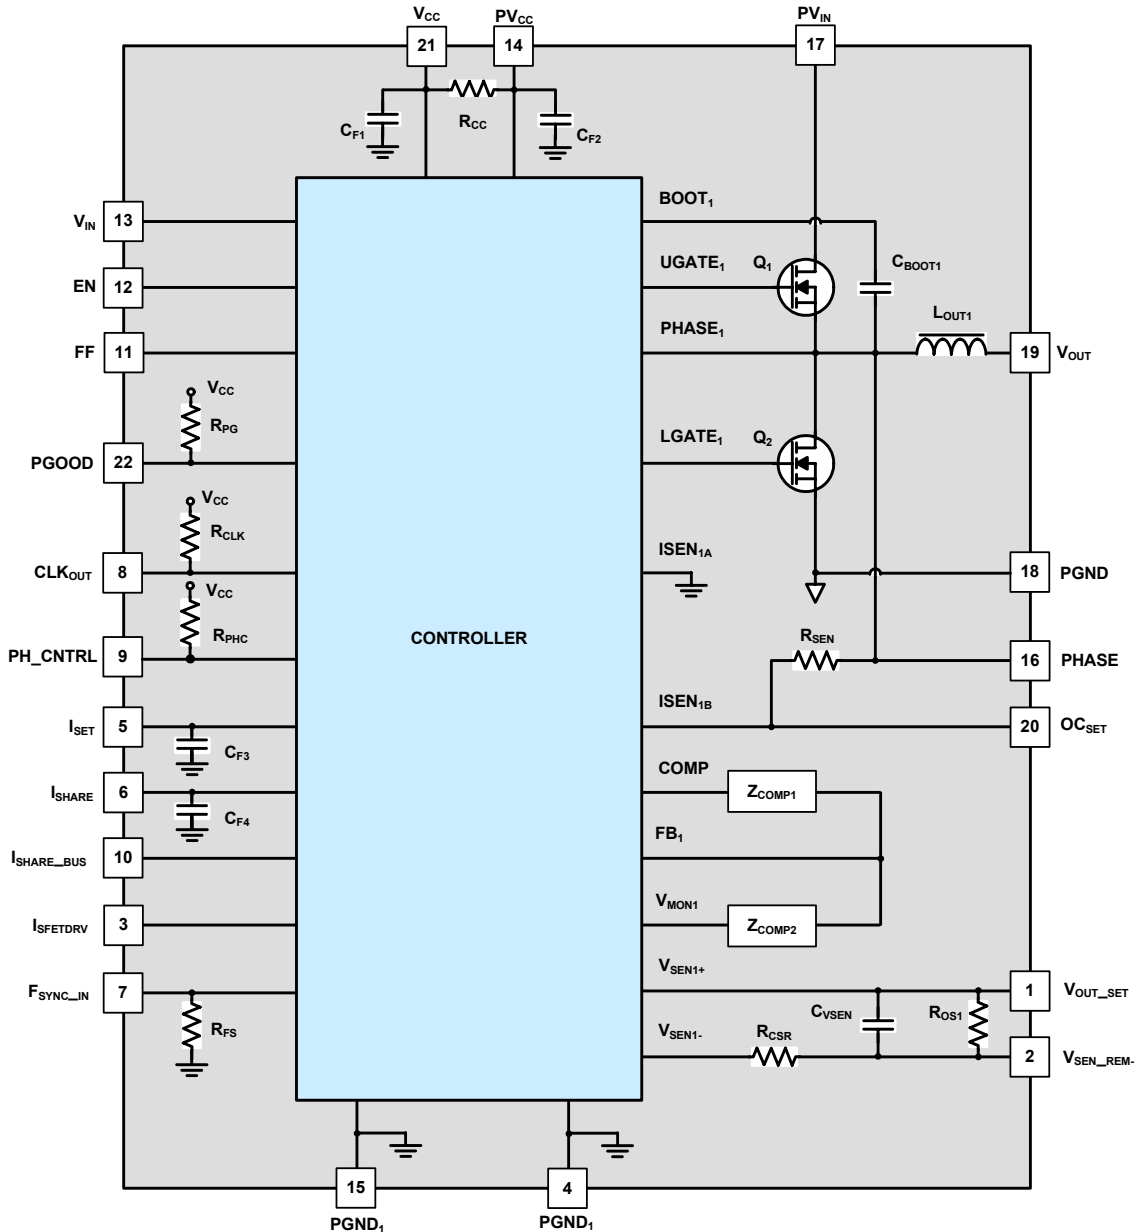 VCC
PVCC
PVIN
21
14
17
RCC
CF1
CF2
BOOT1
13
VIN
UGATE1
Q1
CBOOT1
EN
12
LOUT1
PHASE1
FF
11
19
VOUT
VCC
RPG
LGATE1
Q2
PGOOD
22
VCC
RCLK
ISEN1A
CLKOUT
8
18
PGND
VCC
RPHC
CONTROLLER
RSEN
PH_CNTRL
9
16
PHASE
ISEN1B
ISET
5
20
OCSET
CF3
COMP
ZCOMP1
ISHARE
6
CF4
FB1
ISHARE_BUS
10
VMON1
ZCOMP2
ISFETDRV
3
VSEN1+
FSYNC_IN
7
1
VOUT_SET
CVSEN
ROS1
RFS
VSEN1-
RCSR
2
VSEN_REM-
15
4
PGND1
PGND1